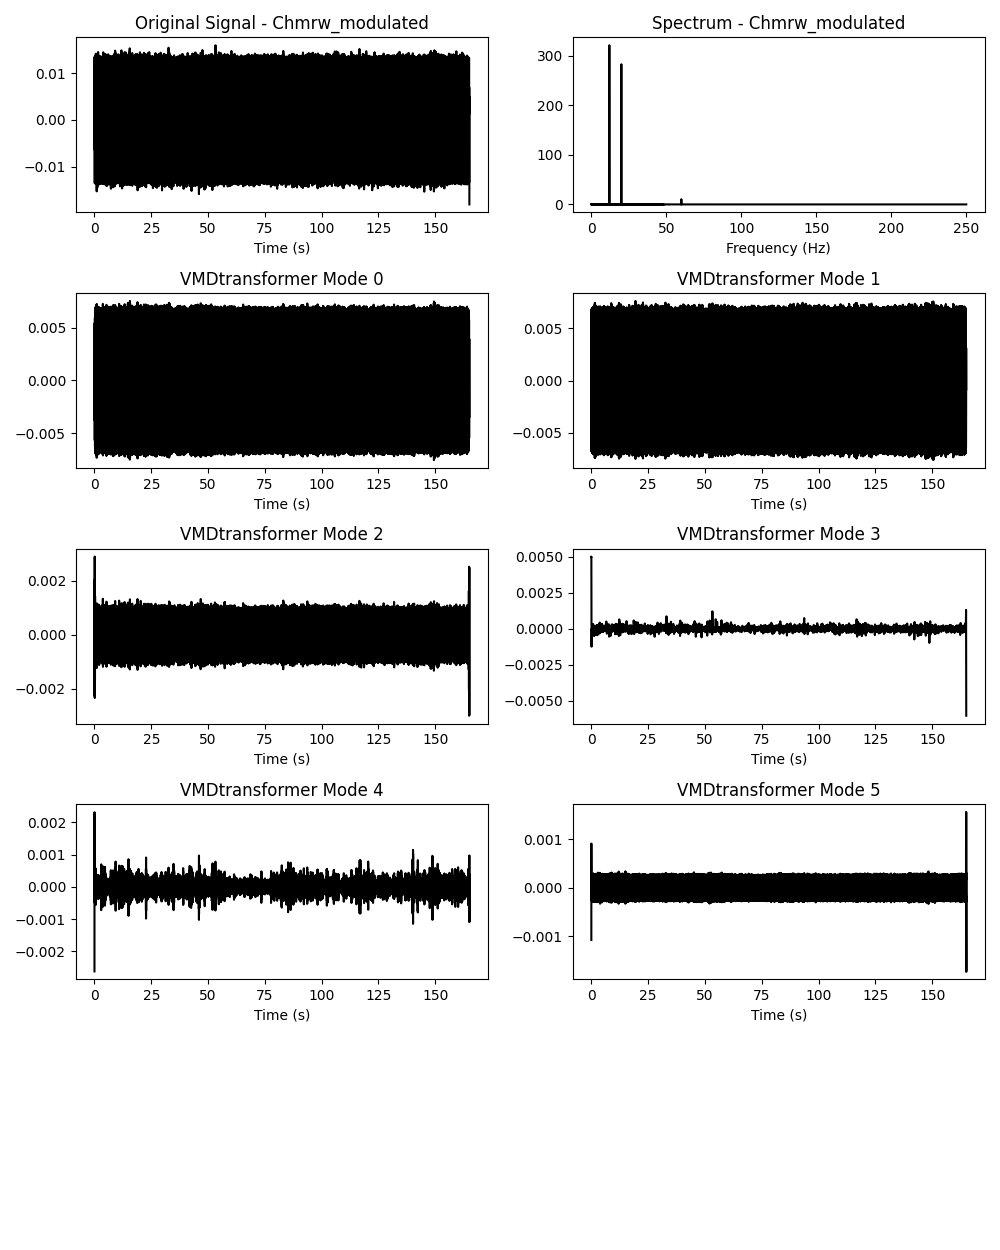 Original Signal - Chmrw_modulated
0.01
0.00
−0.01
0 25 50 75 100 125 150
Time (s)
Spectrum - Chmrw_modulated
300
200
100
0
0 50 100 150 200 250
Frequency (Hz)
VMDtransformer Mode 0
0.005
0.000
−0.005
0 25 50 75 100 125 150
Time (s)
VMDtransformer Mode 1
0.005
0.000
−0.005
0 25 50 75 100 125 150
Time (s)
VMDtransformer Mode 2
0.002
0.000
−0.002
0 25 50 75 100 125 150
Time (s)
VMDtransformer Mode 3
0.0050
0.0025
0.0000
−0.0025
−0.0050
0 25 50 75 100 125 150
Time (s)
VMDtransformer Mode 4
0.002
0.001
0.000
−0.001
−0.002
0 25 50 75 100 125 150
Time (s)
VMDtransformer Mode 5
0.001
0.000
−0.001
0 25 50 75 100 125 150
Time (s)